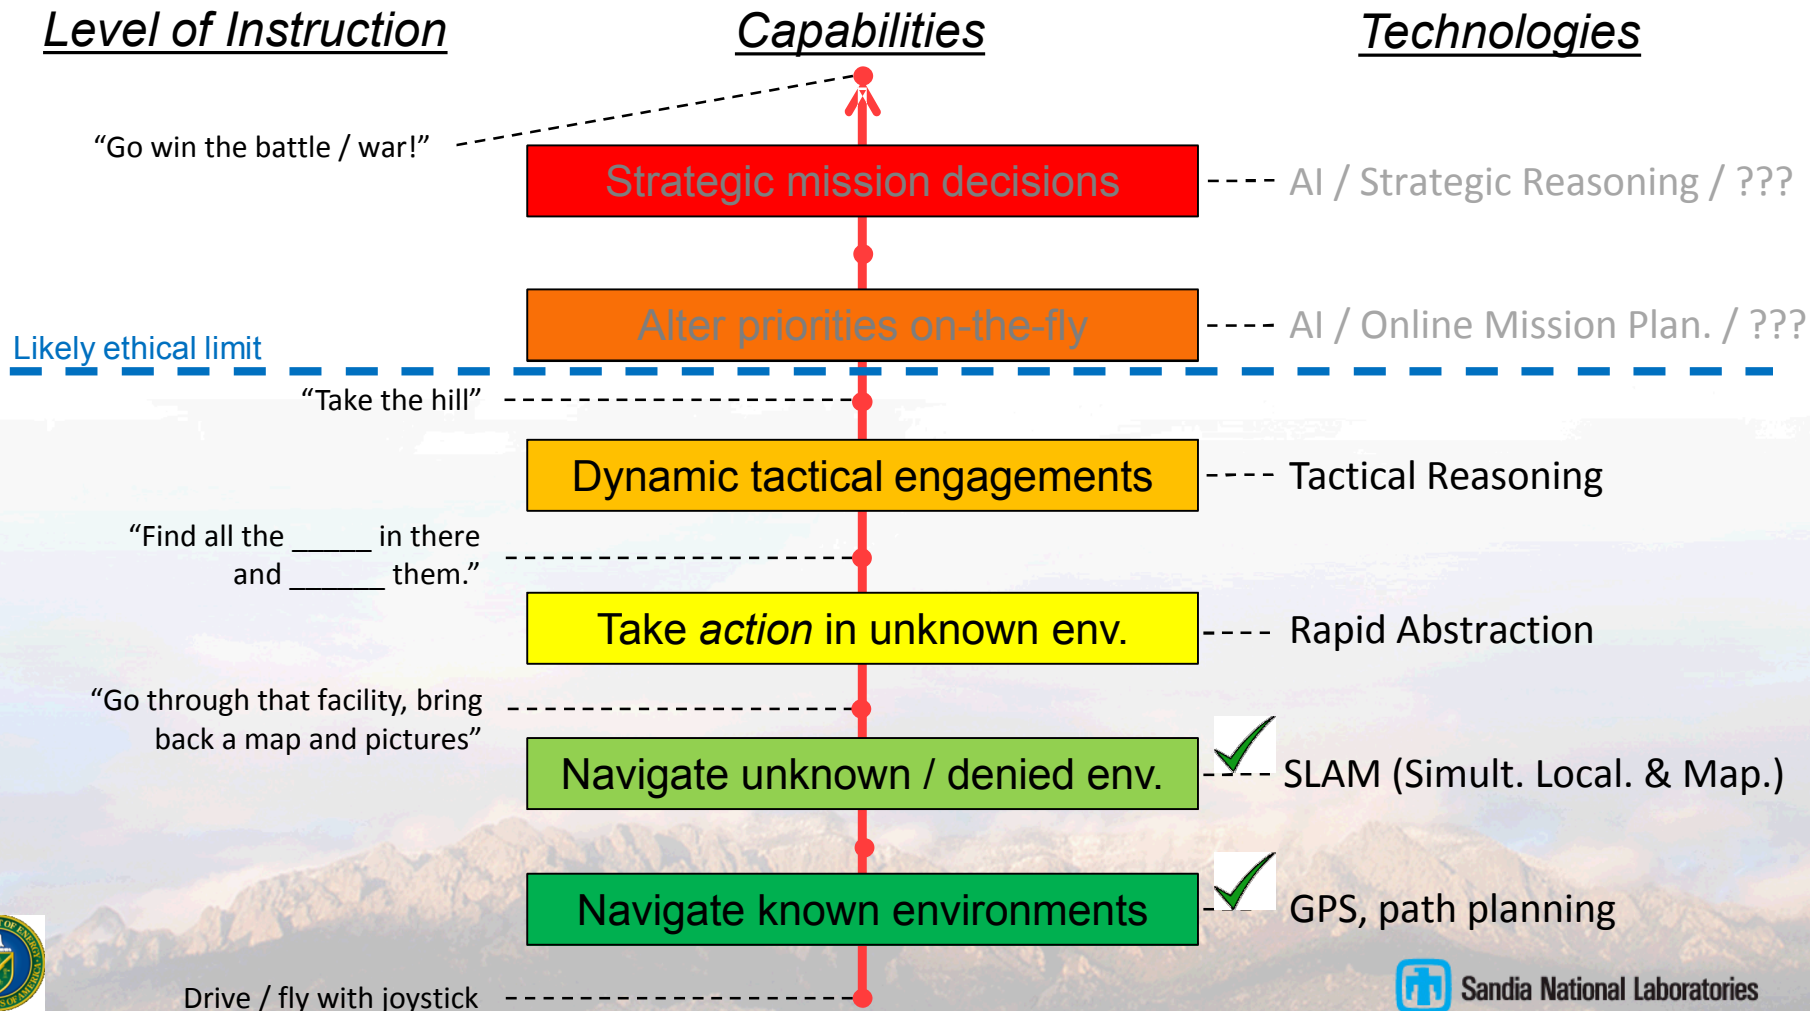 Level of Instruction
Capabilities
Technologies
“Go win the battle / war!”
Strategic mission decisions
AI / Strategic Reasoning / ???
Alter priorities on-the-fly
AI / Online Mission Plan. / ???
Likely ethical limit
“Take the hill”
Dynamic tactical engagements
Tactical Reasoning
“Find all the _____ in there
and ______ them.”
Take action in unknown env.
Rapid Abstraction
“Go through that facility, bring
back a map and pictures”
Navigate unknown / denied env.
SLAM (Simult. Local. & Map.)
Navigate known environments
GPS, path planning
Drive / fly with joystick
Sandia National Laboratories